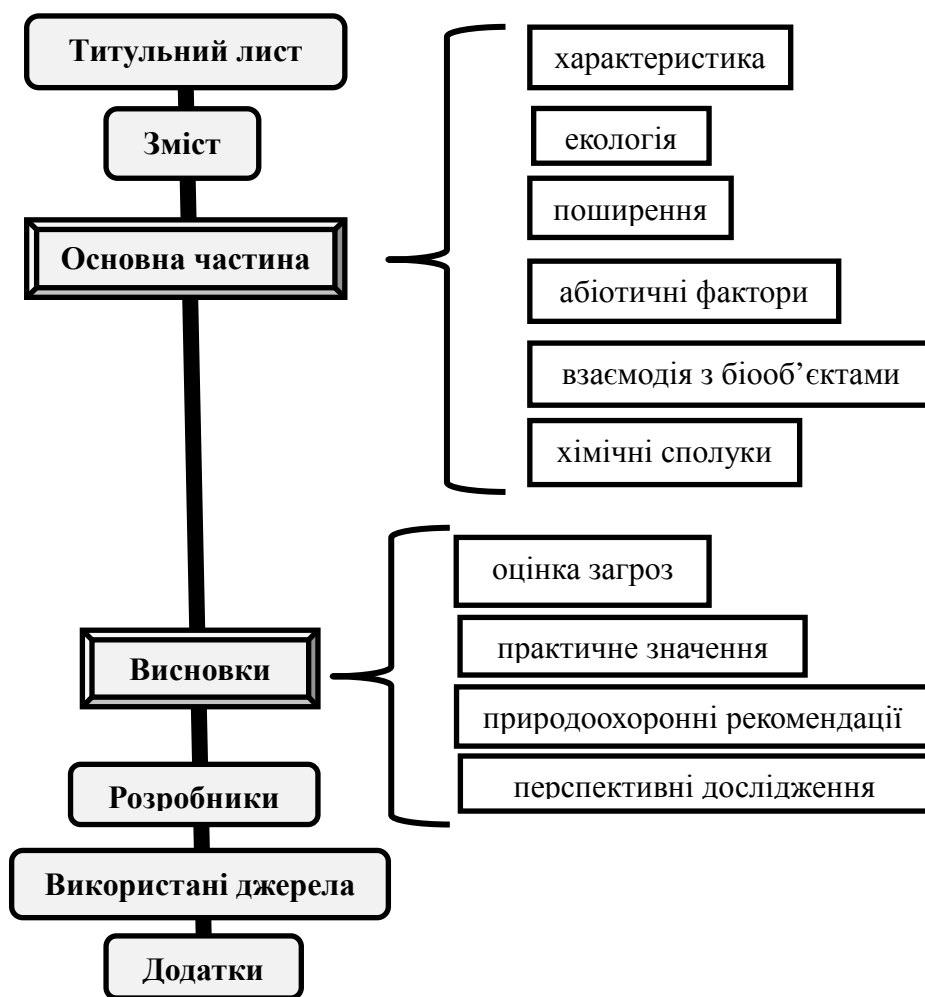 Титульний лист
Зміст
Основна частина
характеристика
екологія
поширення
абіотичні фактори
взаємодія з біооб’єктами
хімічні сполуки
Висновки
оцінка загроз
практичне значення
природоохоронні рекомендації
перспективні дослідження
Розробники
Використані джерела
Додатки